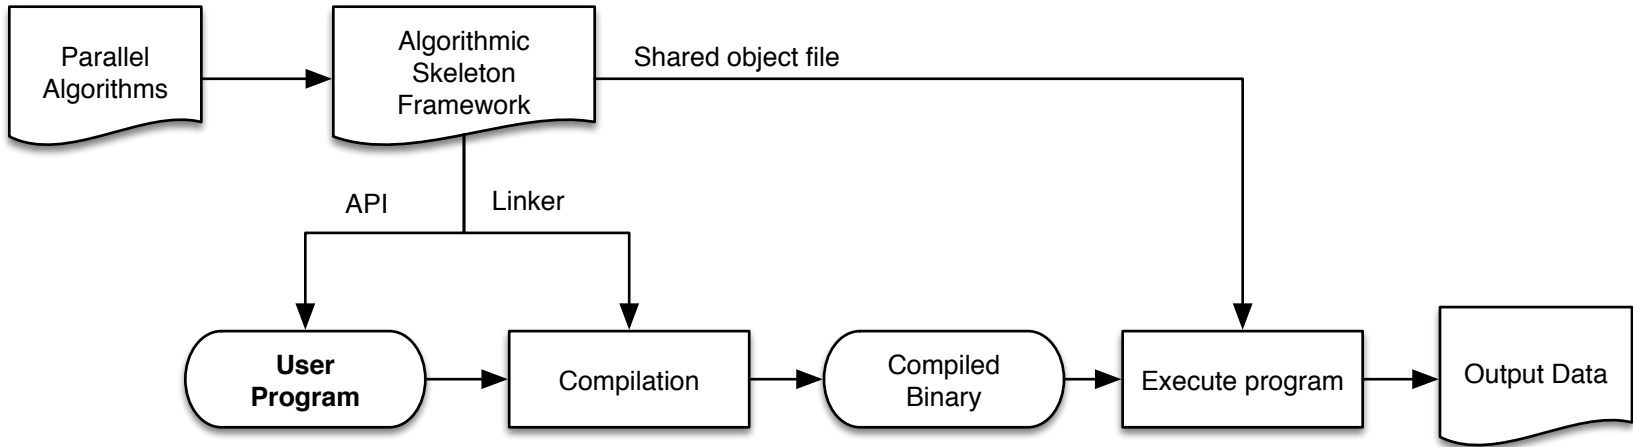 Parallel
Algorithms
Algorithmic
Skeleton
Framework
Shared object file
API
Linker
User
Program
Compilation
Compiled
Binary
Execute program
Output Data